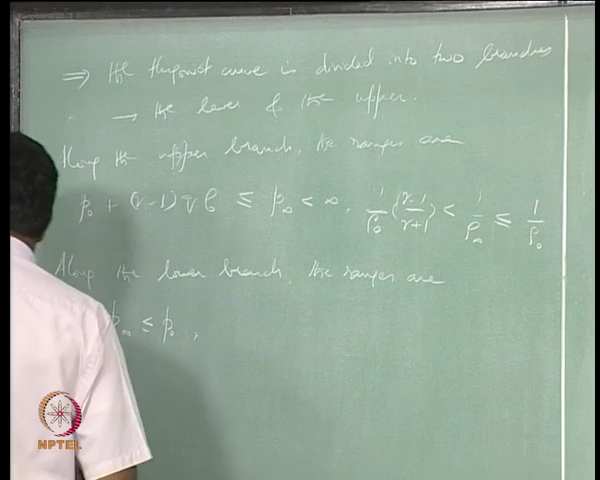 ⇒ the Hugoniot curve is divided into two branches
→ the lower & the upper.
Along the upper branch, the ranges are
p₀ + (γ-1) q ρ₀ ≤ p∞ < ∞, 1/ρ₀ (γ-1/γ+1) < 1/ρ∞ ≤ 1/ρ₀
Along the lower branch, the ranges are
p∞ ≤ p₀,
NPTEL